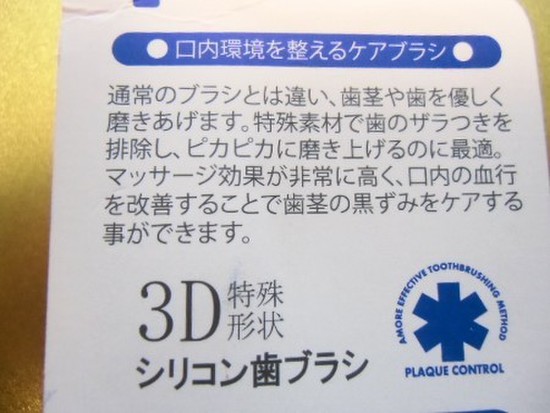 ●口内環境を整えるケアブラシ●
通常のブラシとは違い、歯茎や歯を優しく
磨きあげます。特殊素材で歯のザラつきを
排除し、ピカピカに磨き上げるのに最適。
マッサージ効果が非常に高く、口内の血行
を改善することで歯茎の黒ずみをケアする
事ができます。
3D特殊
形状
シリコン歯ブラシ
AMORE EFFECTIVE TOOTHBRUSHING METHOD
PLAQUE CONTROL